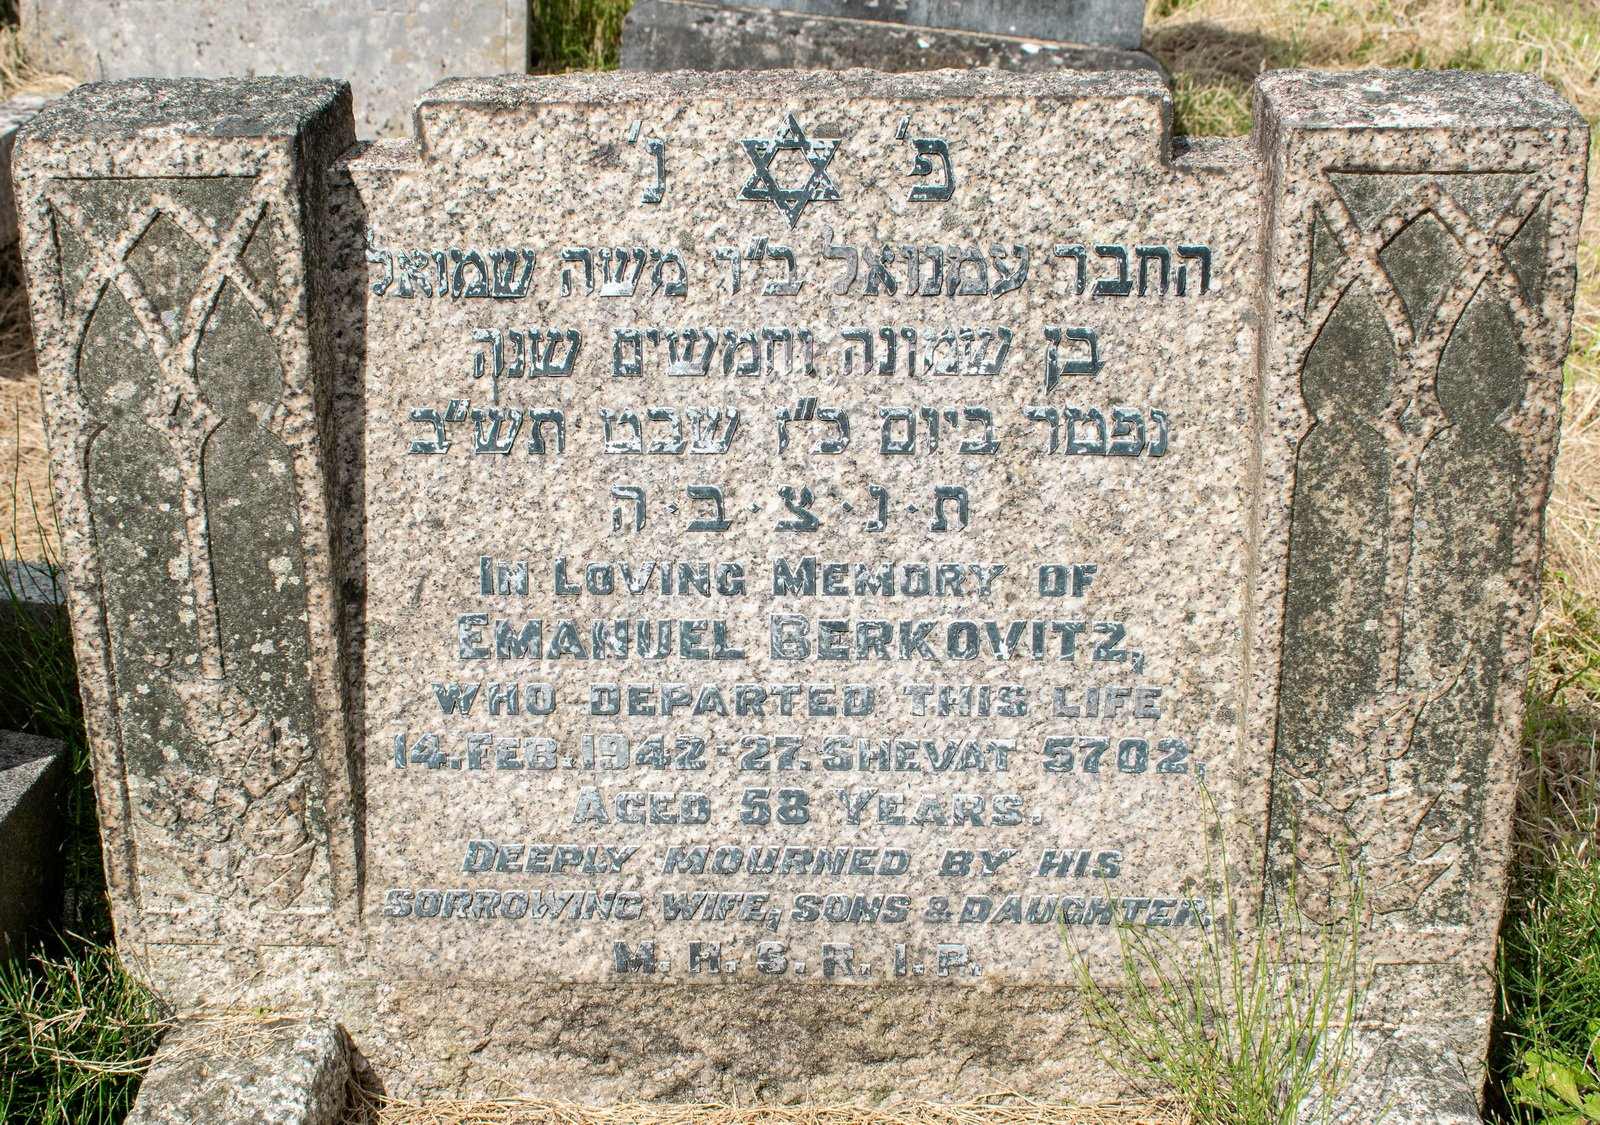 פ' נ'
החבר עמנואל ב"ר משה שמואל
בן שמונה וחמשים שנה
נפטר ביום כ"ז שבט תש"ב
ת·נ·צ·ב·ה
IN LOVING MEMORY OF
EMANUEL BERKOVITZ,
WHO DEPARTED THIS LIFE
14.FEB.1942-27.SHEVAT 5702,
AGED 58 YEARS.
DEEPLY MOURNED BY HIS
SORROWING WIFE, SONS & DAUGHTER.
M.H.S.R.I.P.